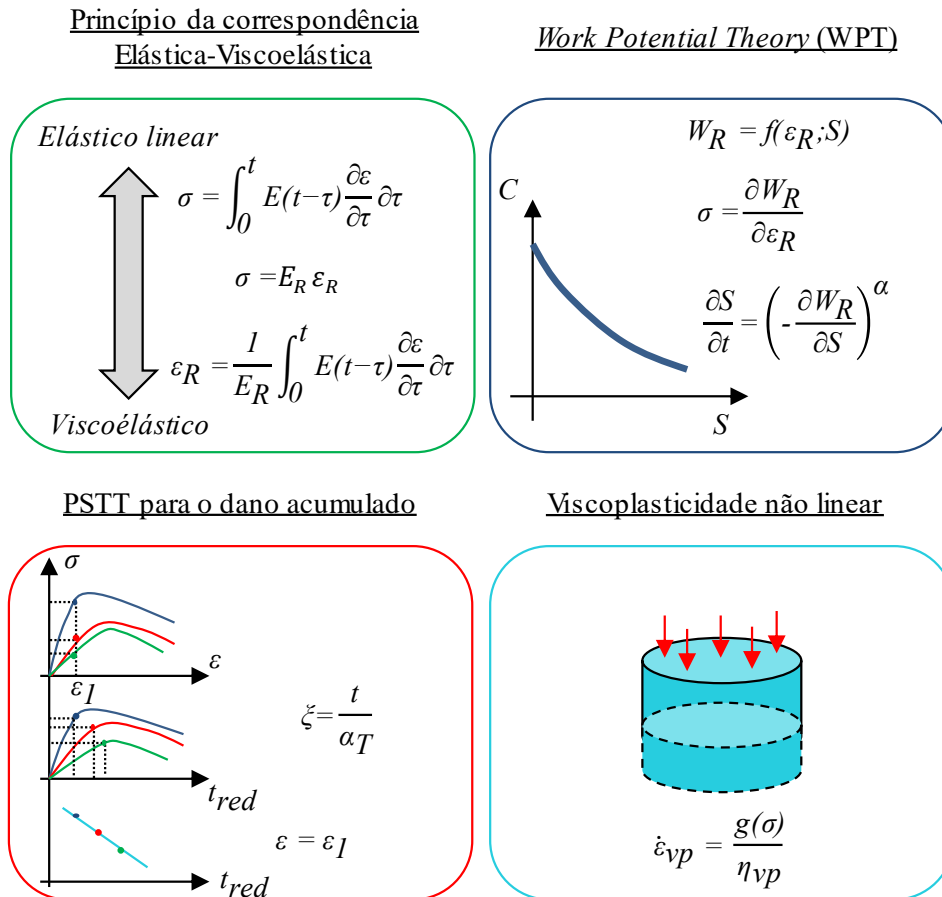 Princípio da correspondência
Elástica-Viscoelástica
Elástico linear
σ = ∫₀ᵗ E(t−τ) ∂ε/∂τ ∂τ
σ = E_R ε_R
ε_R = 1/E_R ∫₀ᵗ E(t−τ) ∂ε/∂τ ∂τ
Viscoélástico
Work Potential Theory (WPT)
W_R = f(ε_R;S)
C
σ = ∂W_R/∂ε_R
∂S/∂t = (-∂W_R/∂S)^α
S
PSTT para o dano acumulado
σ
ε
ε_1
ξ = t/α_T
t_red
ε = ε_1
t_red
Viscoplasticidade não linear
ε̇_vp = g(σ)/η_vp